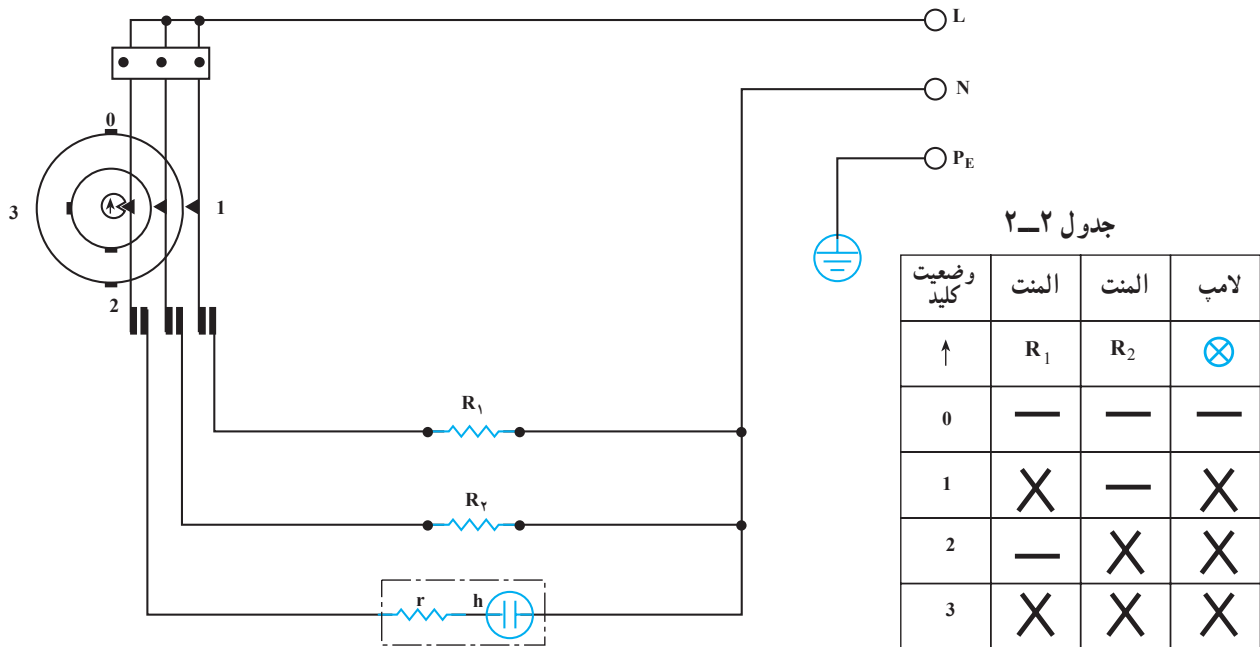 L
N
PE
0
3
1
2
R۱
R۲
r h
جدول ۲ــ۲
وضعیت کلید المنت المنت لامپ
↑ R1 R2 ⊗
0 — — —
1 X — X
2 — X X
3 X X X